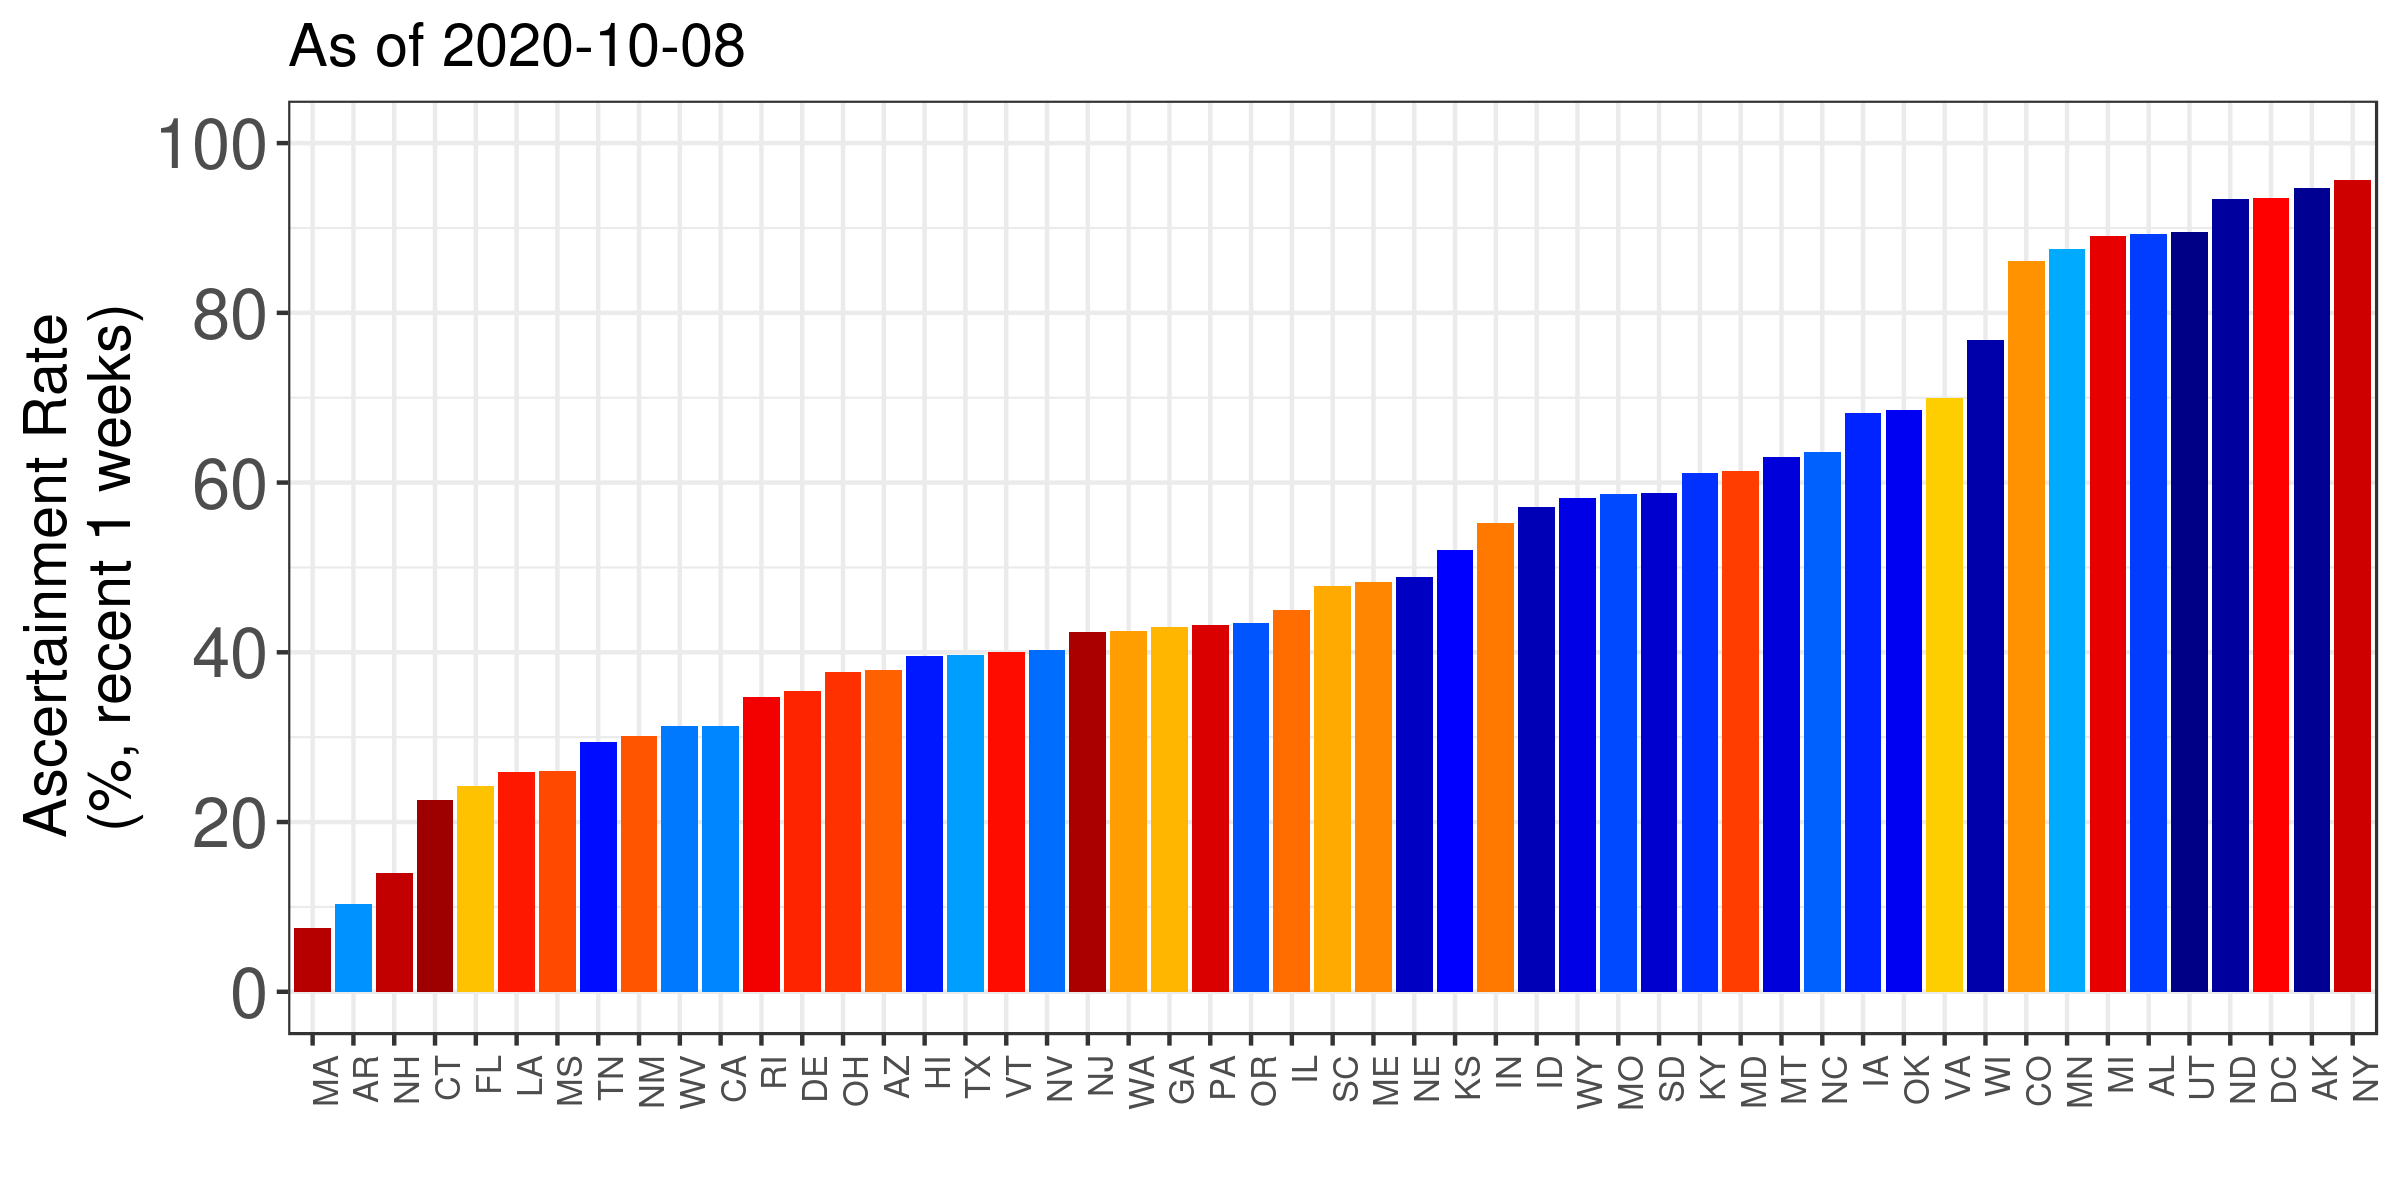 As of 2020-10-08
Ascertainment Rate
(%, recent 1 weeks)
100
80
60
40
20
0
MA AR NH CT FL LA MS TN NM WV CA RI DE OH AZ HI TX VT NV NJ WA GA PA OR IL SC ME NE KS IN ID WY MO SD KY MD MT NC IA OK VA WI CO MN MI AL UT ND DC AK NY